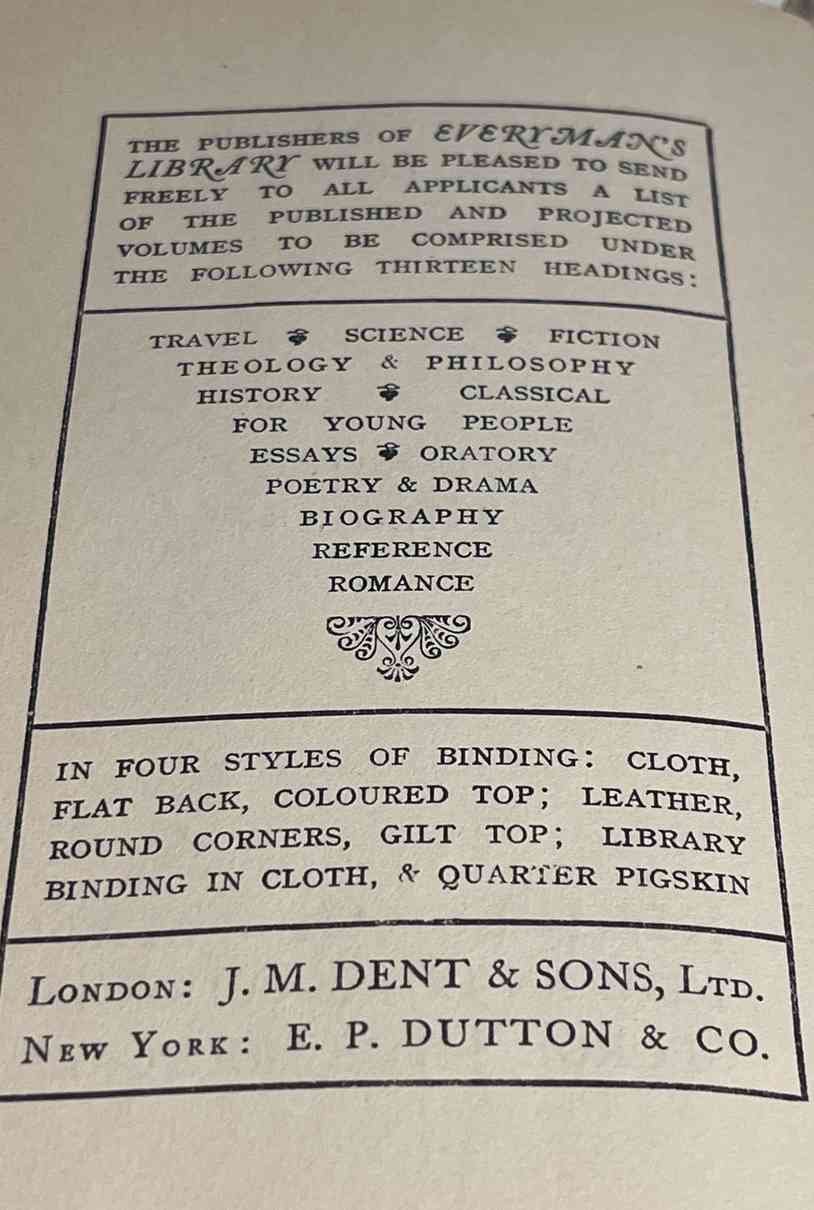 THE PUBLISHERS OF EVERYMAN'S
LIBRARY WILL BE PLEASED TO SEND
FREELY TO ALL APPLICANTS A LIST
OF THE PUBLISHED AND PROJECTED
VOLUMES TO BE COMPRISED UNDER
THE FOLLOWING THIRTEEN HEADINGS:
TRAVEL ❦ SCIENCE ❦ FICTION
THEOLOGY & PHILOSOPHY
HISTORY ❦ CLASSICAL
FOR YOUNG PEOPLE
ESSAYS ❦ ORATORY
POETRY & DRAMA
BIOGRAPHY
REFERENCE
ROMANCE
IN FOUR STYLES OF BINDING: CLOTH,
FLAT BACK, COLOURED TOP; LEATHER,
ROUND CORNERS, GILT TOP; LIBRARY
BINDING IN CLOTH, & QUARTER PIGSKIN
LONDON: J. M. DENT & SONS, LTD.
NEW YORK: E. P. DUTTON & CO.